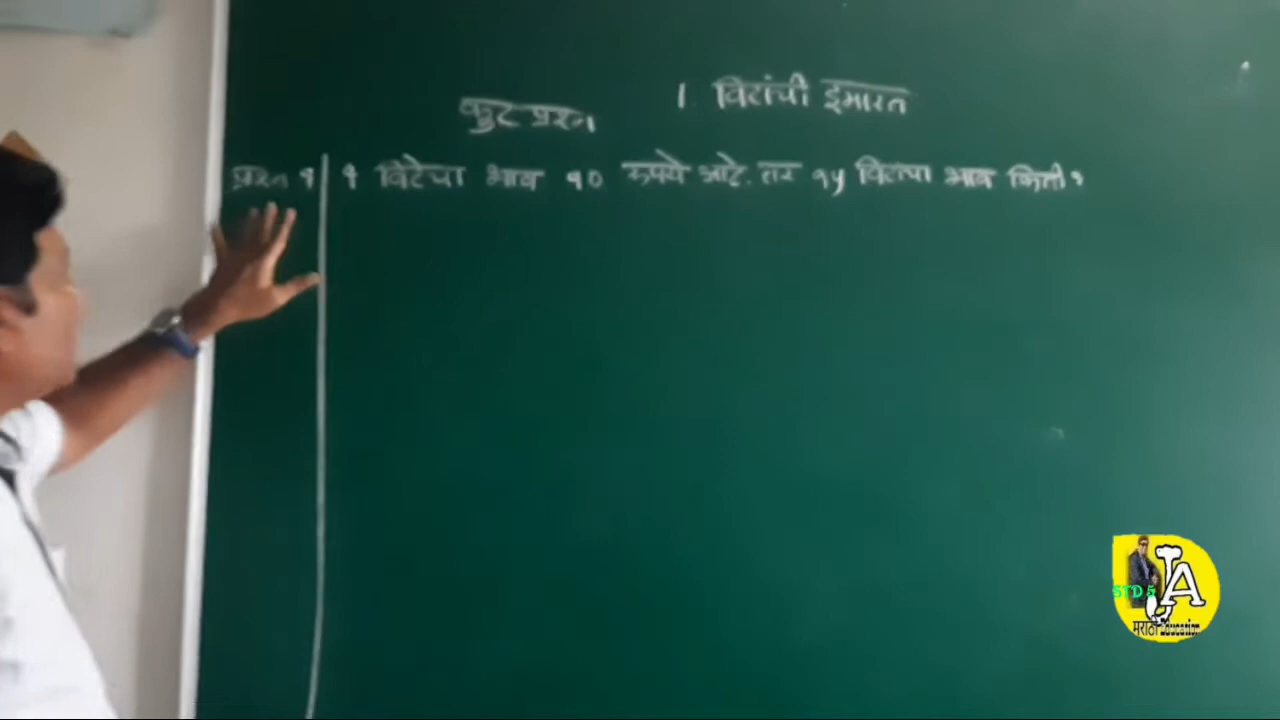 1. विटांची इमारत
कुट प्रश्न
प्रश्न १ १ विटेचा भाव १० रुपये आहे. तर १५ विटांचा भाव किती?
STD 5
JA
मराठी Education